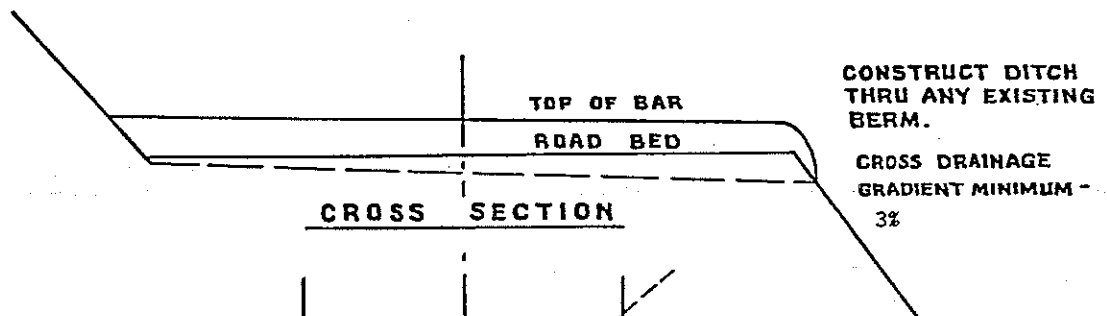 TOP OF BAR
ROAD BED
CROSS SECTION
CONSTRUCT DITCH
THRU ANY EXISTING
BERM.
CROSS DRAINAGE
GRADIENT MINIMUM -
3%